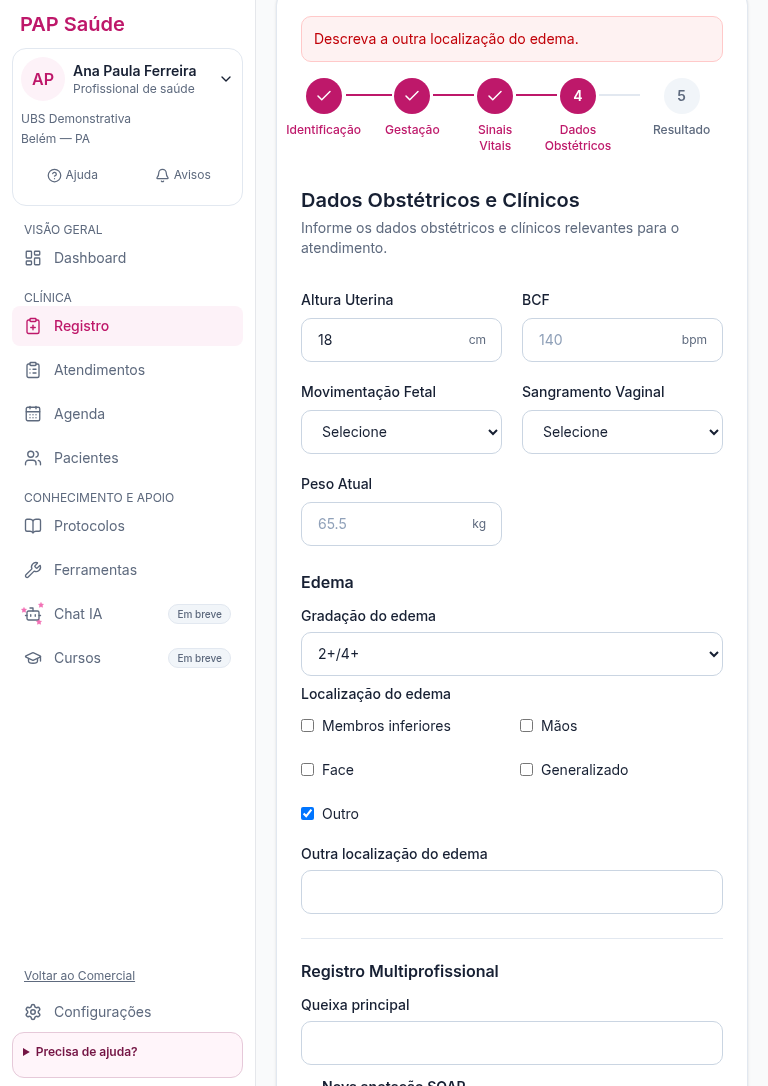 PAP Saúde
AP
Ana Paula Ferreira
Profissional de saúde
UBS Demonstrativa
Belém — PA
Ajuda
Avisos
VISÃO GERAL
Dashboard
CLÍNICA
Registro
Atendimentos
Agenda
Pacientes
CONHECIMENTO E APOIO
Protocolos
Ferramentas
Chat IA
Em breve
Cursos
Em breve
Voltar ao Comercial
Configurações
Precisa de ajuda?
Descreva a outra localização do edema.
4
5
Identificação
Gestação
Sinais
Vitais
Dados
Obstétricos
Resultado
Dados Obstétricos e Clínicos
Informe os dados obstétricos e clínicos relevantes para o
atendimento.
Altura Uterina
BCF
18 cm
140 bpm
Movimentação Fetal
Sangramento Vaginal
Selecione
Selecione
Peso Atual
65.5 kg
Edema
Gradação do edema
2+/4+
Localização do edema
Membros inferiores
Mãos
Face
Generalizado
Outro
Outra localização do edema
Registro Multiprofissional
Queixa principal
Nova anotação SOAP